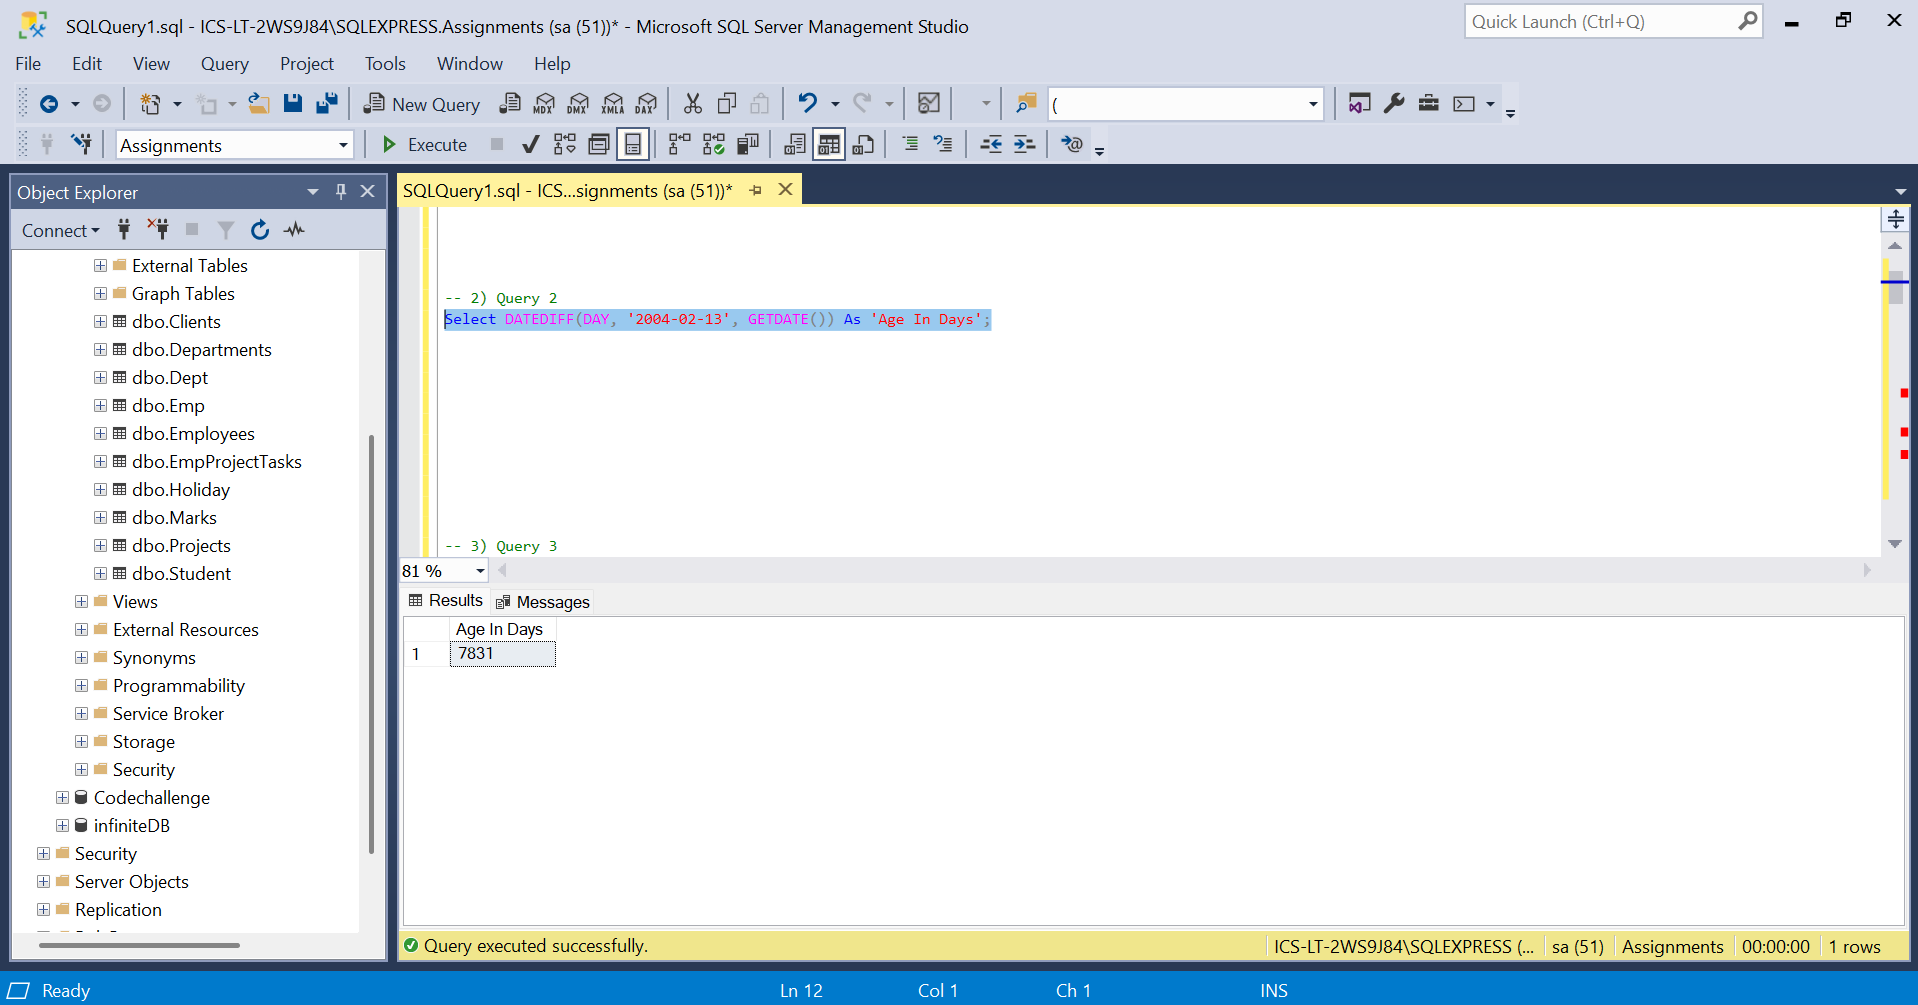 SQLQuery1.sql - ICS-LT-2WS9J84\SQLEXPRESS.Assignments (sa (51))* - Microsoft SQL Server Management Studio
Quick Launch (Ctrl+Q)
File Edit View Query Project Tools Window Help
New Query MDX DMX XMLA DAX (
Assignments Execute
Object Explorer
Connect
External Tables
Graph Tables
dbo.Clients
dbo.Departments
dbo.Dept
dbo.Emp
dbo.Employees
dbo.EmpProjectTasks
dbo.Holiday
dbo.Marks
dbo.Projects
dbo.Student
Views
External Resources
Synonyms
Programmability
Service Broker
Storage
Security
Codechallenge
infiniteDB
Security
Server Objects
Replication
SQLQuery1.sql - ICS...signments (sa (51))*
-- 2) Query 2
Select DATEDIFF(DAY, '2004-02-13', GETDATE()) As 'Age In Days';
-- 3) Query 3
81 %
Results Messages
Age In Days
1 7831
Query executed successfully.
ICS-LT-2WS9J84\SQLEXPRESS (... sa (51) Assignments 00:00:00 1 rows
Ready Ln 12 Col 1 Ch 1 INS